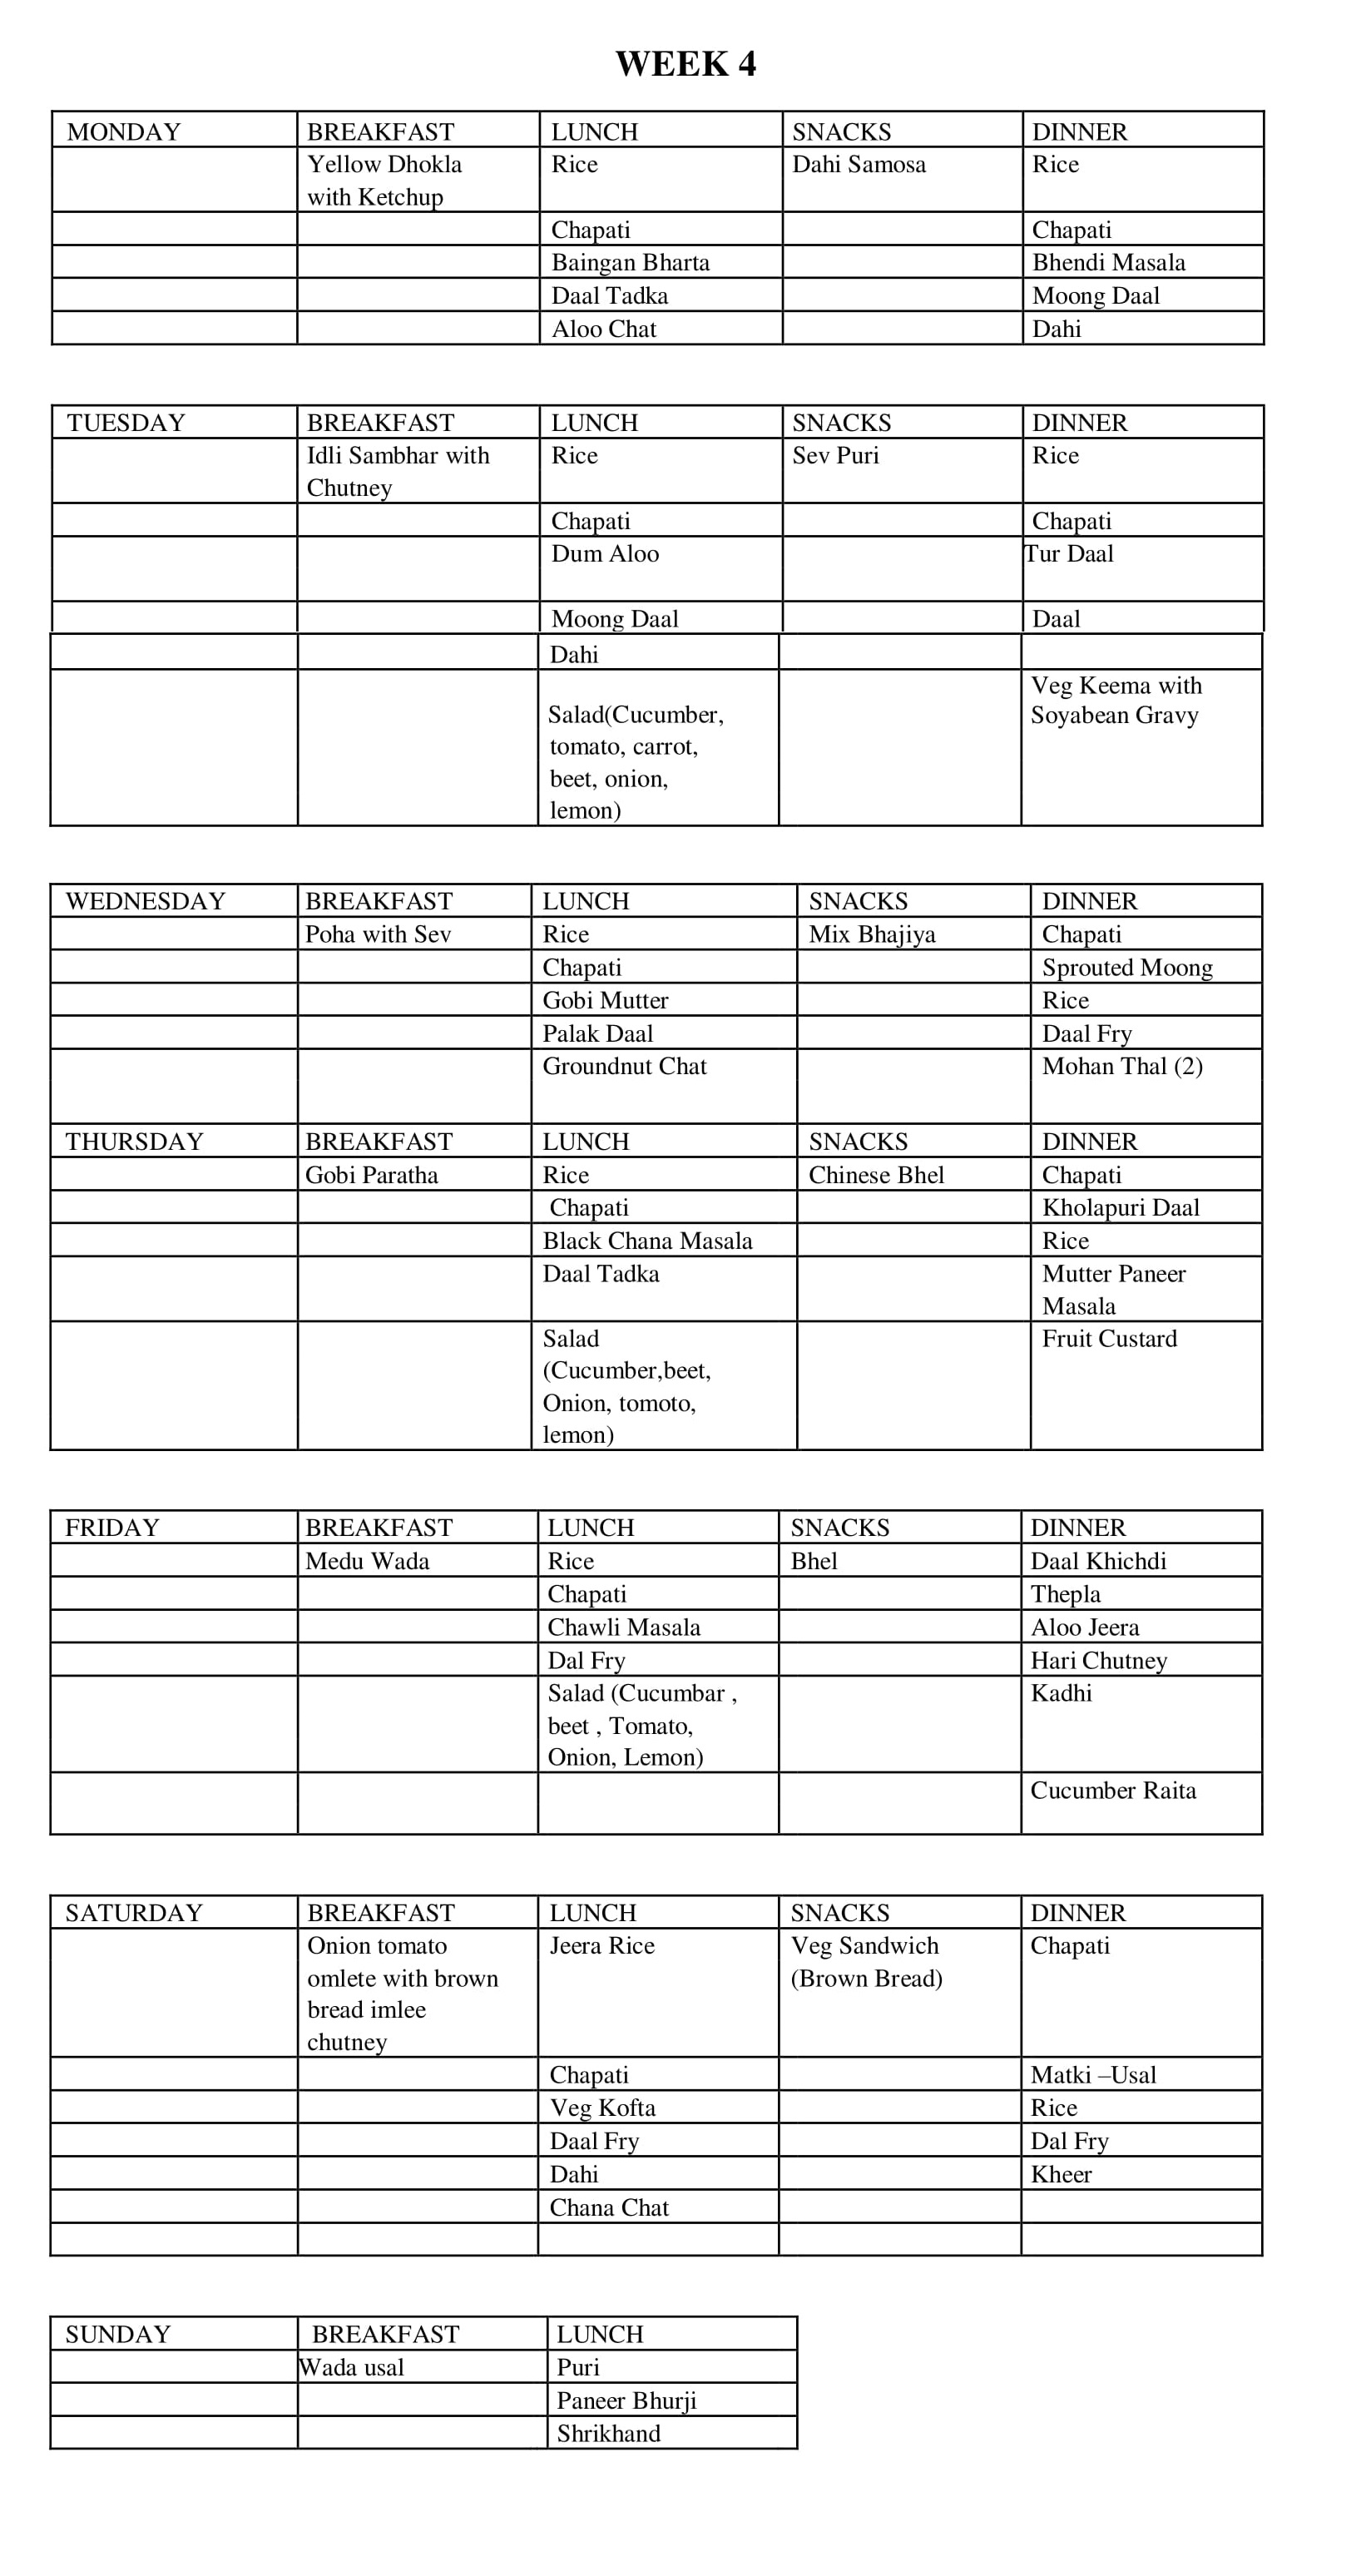 WEEK 4
MONDAY BREAKFAST LUNCH SNACKS DINNER
Yellow Dhokla Rice Dahi Samosa Rice
with Ketchup
Chapati Chapati
Baingan Bharta Bhendi Masala
Daal Tadka Moong Daal
Aloo Chat Dahi
TUESDAY BREAKFAST LUNCH SNACKS DINNER
Idli Sambhar with Rice Sev Puri Rice
Chutney
Chapati Chapati
Dum Aloo Tur Daal
Moong Daal Daal
Dahi
Veg Keema with
Salad(Cucumber, Soyabean Gravy
tomato, carrot,
beet, onion,
lemon)
WEDNESDAY BREAKFAST LUNCH SNACKS DINNER
Poha with Sev Rice Mix Bhajiya Chapati
Chapati Sprouted Moong
Gobi Mutter Rice
Palak Daal Daal Fry
Groundnut Chat Mohan Thal (2)
THURSDAY BREAKFAST LUNCH SNACKS DINNER
Gobi Paratha Rice Chinese Bhel Chapati
Chapati Kholapuri Daal
Black Chana Masala Rice
Daal Tadka Mutter Paneer
Masala
Salad Fruit Custard
(Cucumber,beet,
Onion, tomoto,
lemon)
FRIDAY BREAKFAST LUNCH SNACKS DINNER
Medu Wada Rice Bhel Daal Khichdi
Chapati Thepla
Chawli Masala Aloo Jeera
Dal Fry Hari Chutney
Salad (Cucumbar , Kadhi
beet , Tomato,
Onion, Lemon)
Cucumber Raita
SATURDAY BREAKFAST LUNCH SNACKS DINNER
Onion tomato Jeera Rice Veg Sandwich Chapati
omlete with brown (Brown Bread)
bread imlee
chutney
Chapati Matki –Usal
Veg Kofta Rice
Daal Fry Dal Fry
Dahi Kheer
Chana Chat
SUNDAY BREAKFAST LUNCH
Wada usal Puri
Paneer Bhurji
Shrikhand